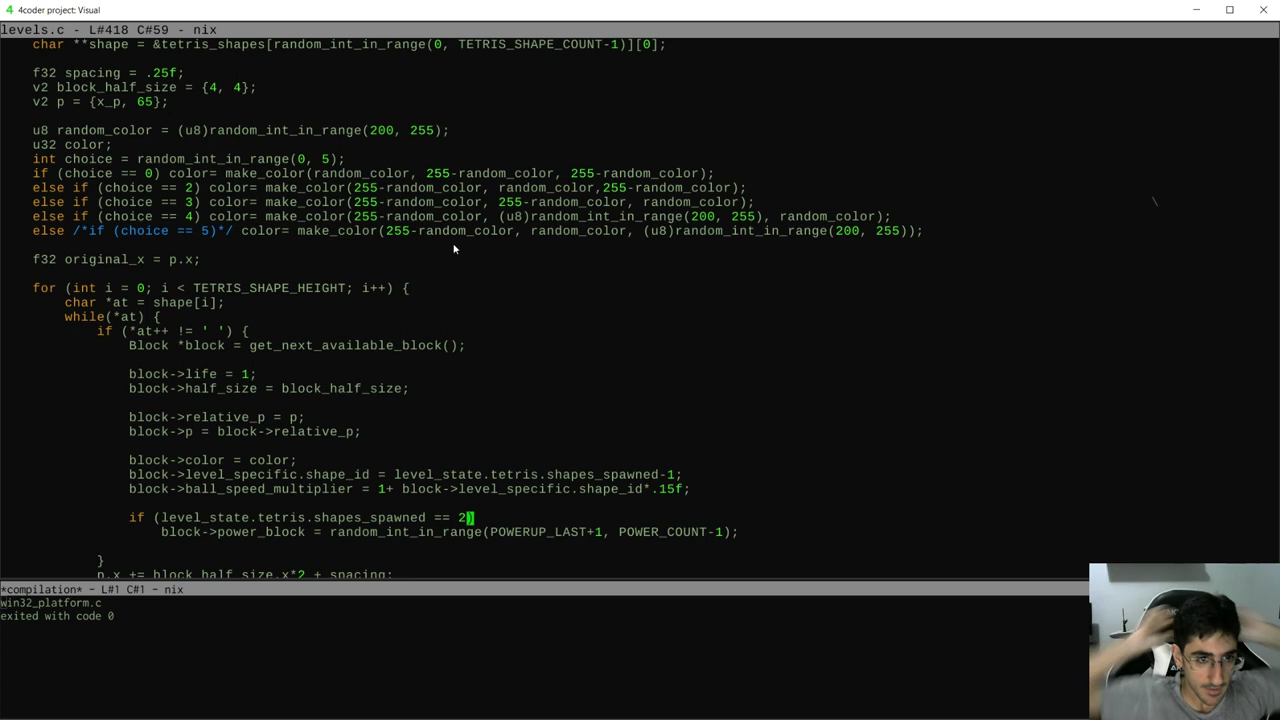 4 4coder project: Visual
levels.c - L#418 C#59 - nix
char **shape = &tetris_shapes[random_int_in_range(0, TETRIS_SHAPE_COUNT-1)][0];
f32 spacing = .25f;
v2 block_half_size = {4, 4};
v2 p = {x_p, 65};
u8 random_color = (u8)random_int_in_range(200, 255);
u32 color;
int choice = random_int_in_range(0, 5);
if (choice == 0) color= make_color(random_color, 255-random_color, 255-random_color);
else if (choice == 2) color= make_color(255-random_color, random_color,255-random_color);
else if (choice == 3) color= make_color(255-random_color, 255-random_color, random_color);
else if (choice == 4) color= make_color(255-random_color, (u8)random_int_in_range(200, 255), random_color);
else /*if (choice == 5)*/ color= make_color(255-random_color, random_color, (u8)random_int_in_range(200, 255));
f32 original_x = p.x;
for (int i = 0; i < TETRIS_SHAPE_HEIGHT; i++) {
char *at = shape[i];
while(*at) {
if (*at++ != ' ') {
Block *block = get_next_available_block();
block->life = 1;
block->half_size = block_half_size;
block->relative_p = p;
block->p = block->relative_p;
block->color = color;
block->level_specific.shape_id = level_state.tetris.shapes_spawned-1;
block->ball_speed_multiplier = 1+ block->level_specific.shape_id*.15f;
if (level_state.tetris.shapes_spawned == 2)
block->power_block = random_int_in_range(POWERUP_LAST+1, POWER_COUNT-1);
}
p.x += block_half_size.x*2 + spacing;
*compilation* - L#1 C#1 - nix
win32_platform.c
exited with code 0